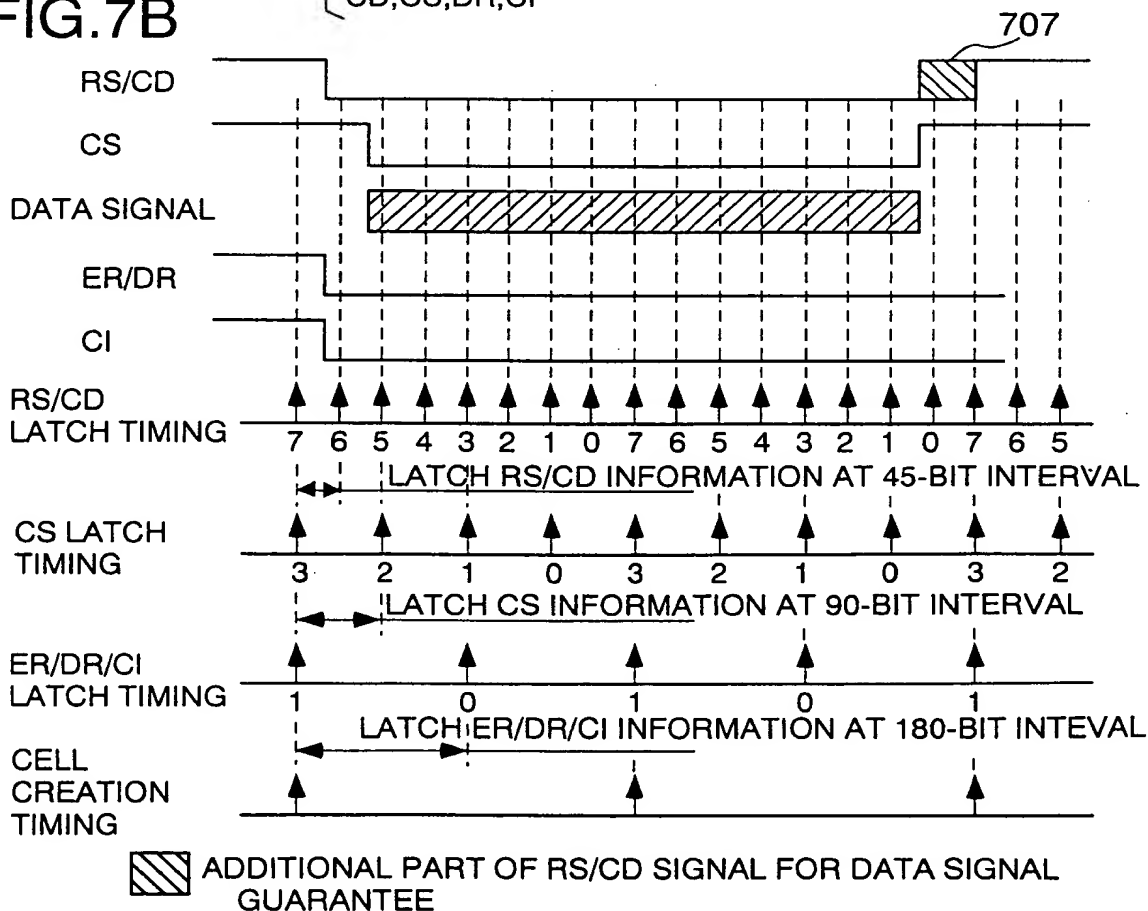 CD,CS,DR,CI
FIG.7B
707
RS/CD
CS
DATA SIGNAL
ER/DR
CI
RS/CD
LATCH TIMING
7 6 5 4 3 2 1 0 7 6 5 4 3 2 1 0 7 6 5
LATCH RS/CD INFORMATION AT 45-BIT INTERVAL
CS LATCH
TIMING
3 2 1 0 3 2 1 0 3 2
LATCH CS INFORMATION AT 90-BIT INTERVAL
ER/DR/CI
LATCH TIMING
1 0 1 0 1
LATCH ER/DR/CI INFORMATION AT 180-BIT INTEVAL
CELL
CREATION
TIMING
ADDITIONAL PART OF RS/CD SIGNAL FOR DATA SIGNAL
GUARANTEE